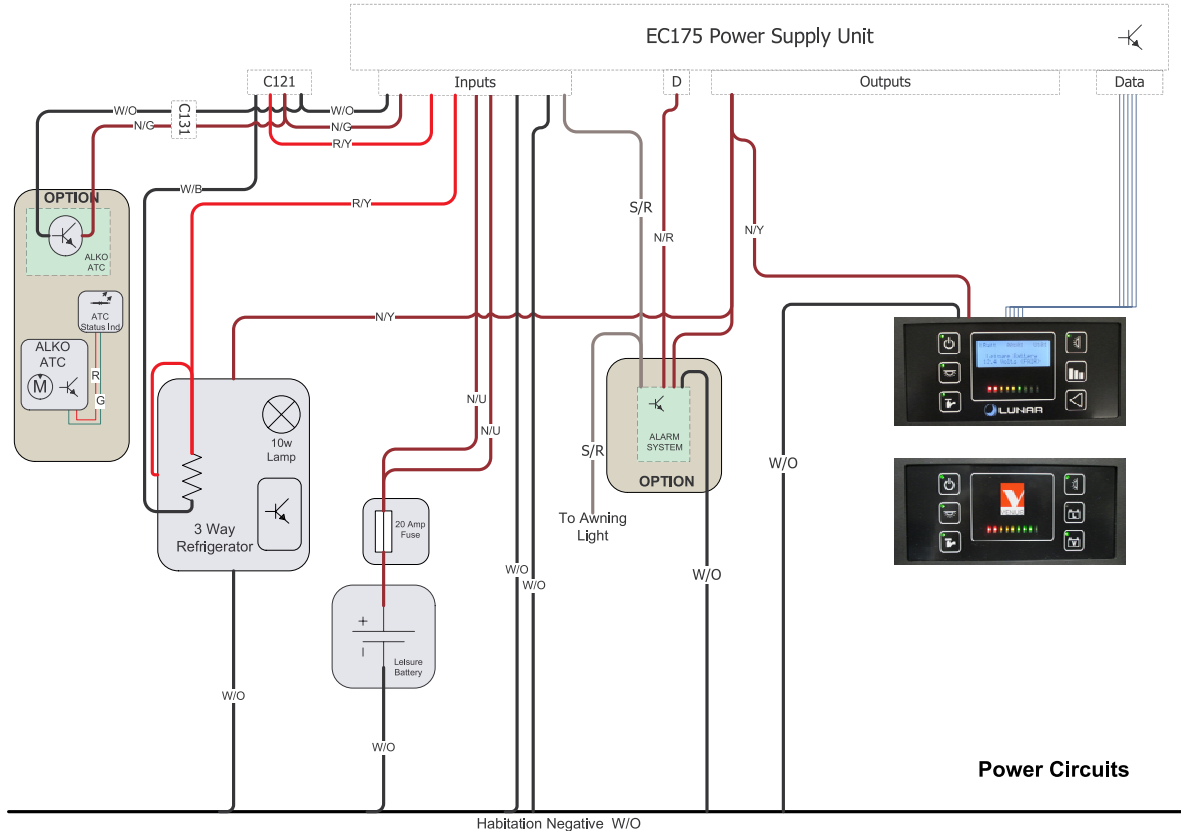 EC175 Power Supply Unit
C121
Inputs
D
Outputs
Data
W/O
C131
W/O
N/G
N/G
R/Y
W/B
R/Y
S/R
N/R
N/Y
OPTION
ALKO
ATC
ATC
Status Ind
ALKO
ATC
M
R
G
N/Y
10w
Lamp
3 Way
Refrigerator
N/U
N/U
20 Amp
Fuse
+
Leisure
Battery
ALARM
SYSTEM
OPTION
S/R
To Awning
Light
W/O
W/O
W/O
W/O
LUNAR
VENUS
W/O
W/O
Power Circuits
Habitation Negative W/O